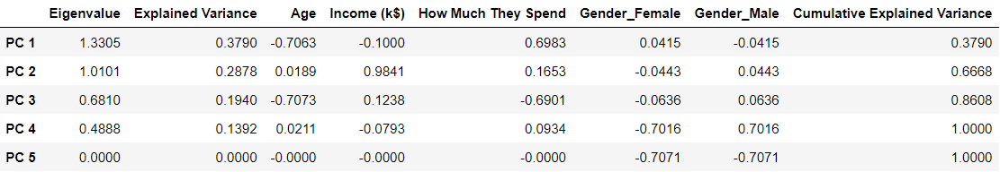 Eigenvalue Explained Variance Age Income (k$) How Much They Spend Gender_Female Gender_Male Cumulative Explained Variance
PC 1 1.3305 0.3790 -0.7063 -0.1000 0.6983 0.0415 -0.0415 0.3790
PC 2 1.0101 0.2878 0.0189 0.9841 0.1653 -0.0443 0.0443 0.6668
PC 3 0.6810 0.1940 -0.7073 0.1238 -0.6901 -0.0636 0.0636 0.8608
PC 4 0.4888 0.1392 0.0211 -0.0793 0.0934 -0.7016 0.7016 1.0000
PC 5 0.0000 0.0000 -0.0000 -0.0000 -0.0000 -0.7071 -0.7071 1.0000